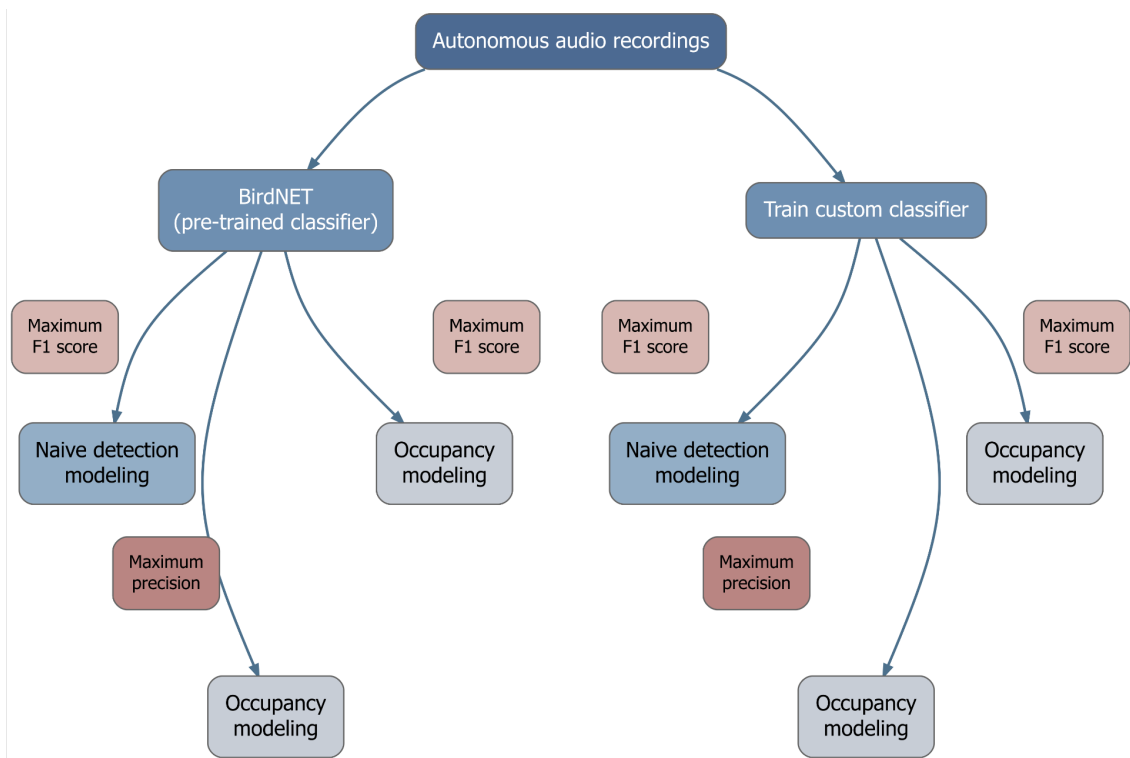 Autonomous audio recordings
BirdNET
(pre-trained classifier)
Train custom classifier
Maximum
F1 score
Maximum
F1 score
Maximum
F1 score
Maximum
F1 score
Naive detection
modeling
Occupancy
modeling
Naive detection
modeling
Occupancy
modeling
Maximum
precision
Maximum
precision
Occupancy
modeling
Occupancy
modeling